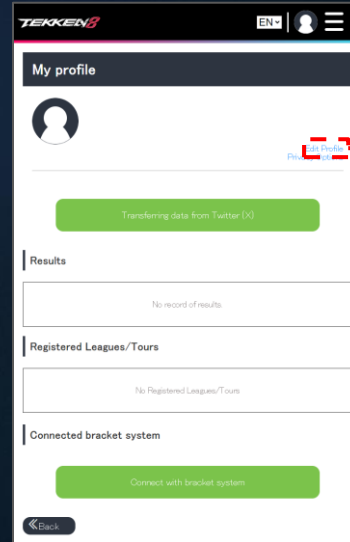 TEKKEN8
EN
My profile
Edit Profile
Transferring data from Twitter (X)
Results
No record of results
Registered Leagues/Tours
No Registered Leagues/Tours
Connected bracket system
Connect with bracket system
Back